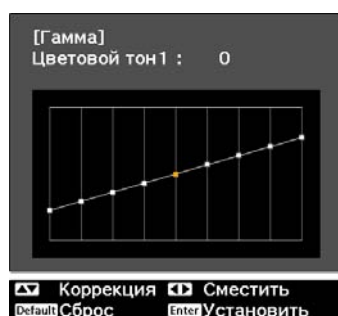 [Гамма]
Цветовой тон1 : 0
Коррекция Сместить
Default Сброс Enter Установить